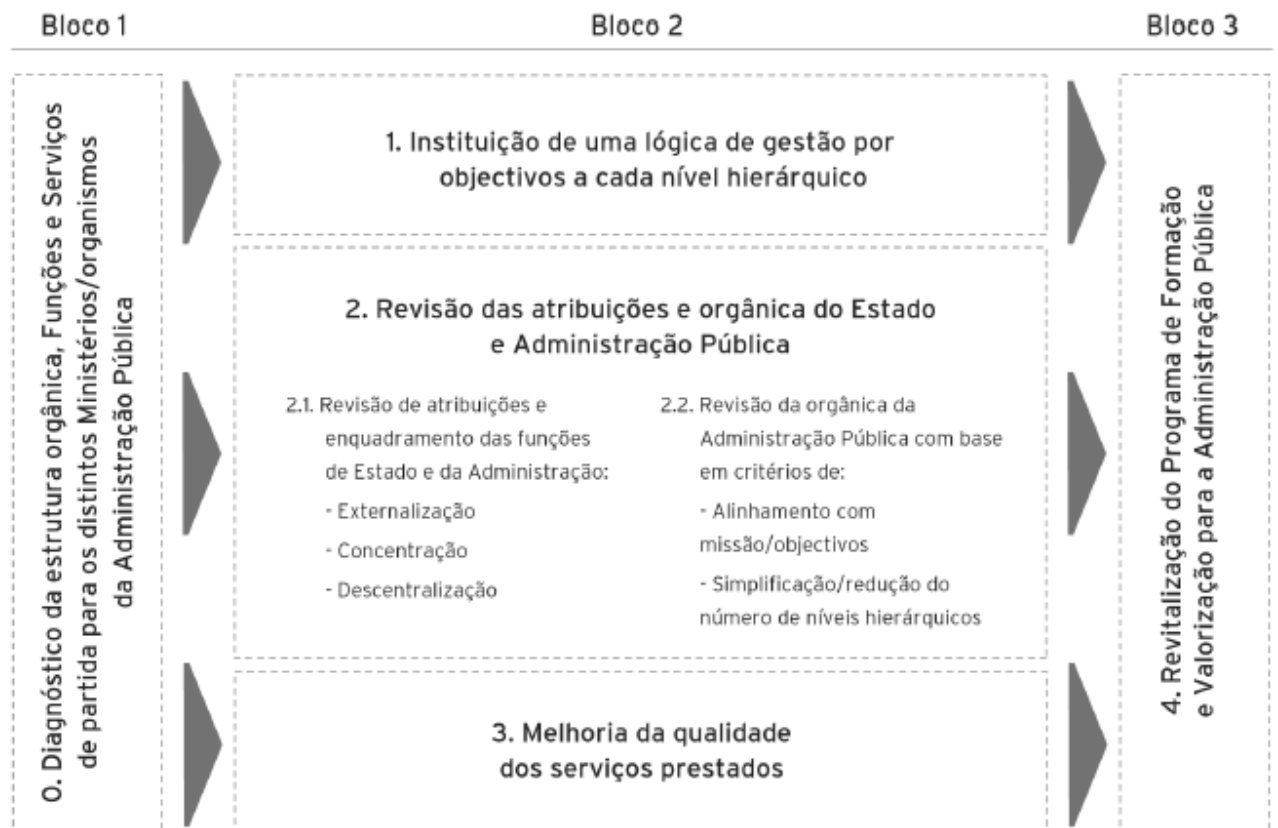 Bloco 1
Bloco 2
Bloco 3
0. Diagnóstico da estrutura orgânica, Funções e Serviços
de partida para os distintos Ministérios/organismos
da Administração Pública
1. Instituição de uma lógica de gestão por
objectivos a cada nível hierárquico
2. Revisão das atribuições e orgânica do Estado
e Administração Pública
2.1. Revisão de atribuições e
enquadramento das funções
de Estado e da Administração:
- Externalização
- Concentração
- Descentralização
2.2. Revisão da orgânica da
Administração Pública com base
em critérios de:
- Alinhamento com
missão/objectivos
- Simplificação/redução do
número de níveis hierárquicos
3. Melhoria da qualidade
dos serviços prestados
4. Revitalização do Programa de Formação
e Valorização para a Administração Pública